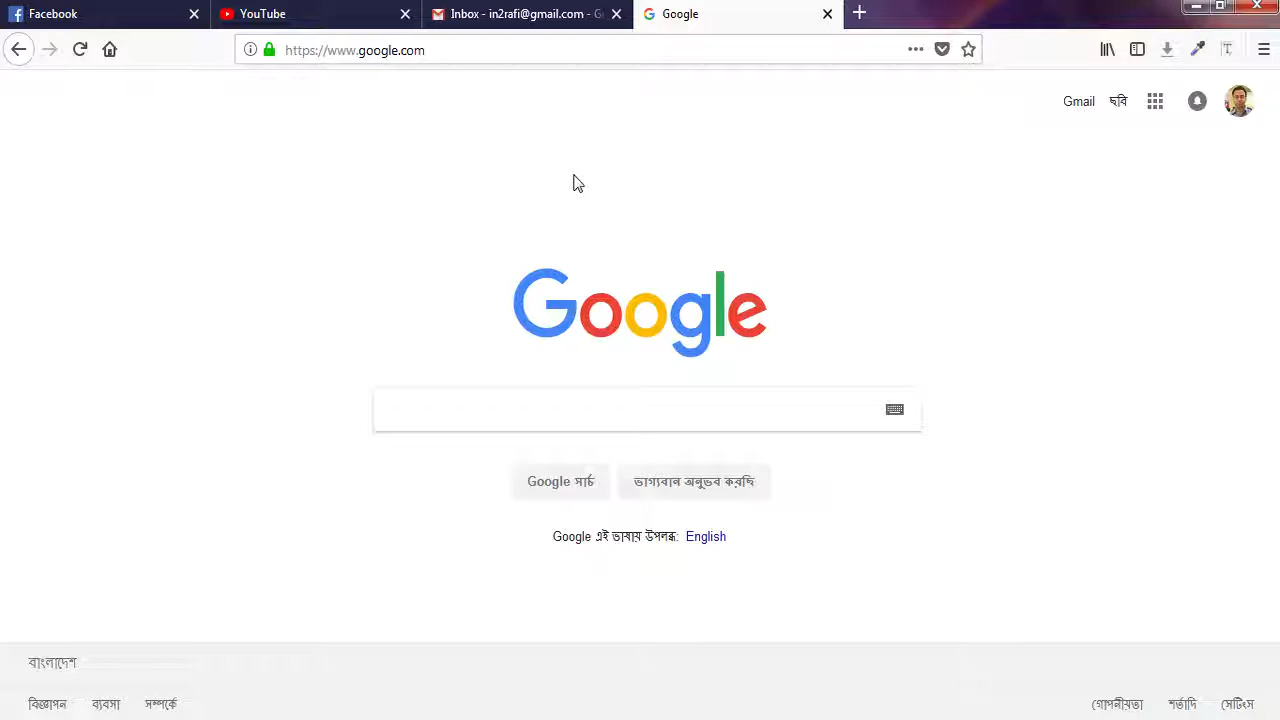 Facebook YouTube Inbox - in2rafi@gmail.com - G Google
https://www.google.com
Gmail ছবি
Google
Google সার্চ ভাগ্যবান অনুভব করছি
Google এই ভাষায় উপলব্ধ: English
বাংলাদেশ
বিজ্ঞাপন ব্যবসা সম্পর্কে গোপনীয়তা শর্তাদি সেটিংস